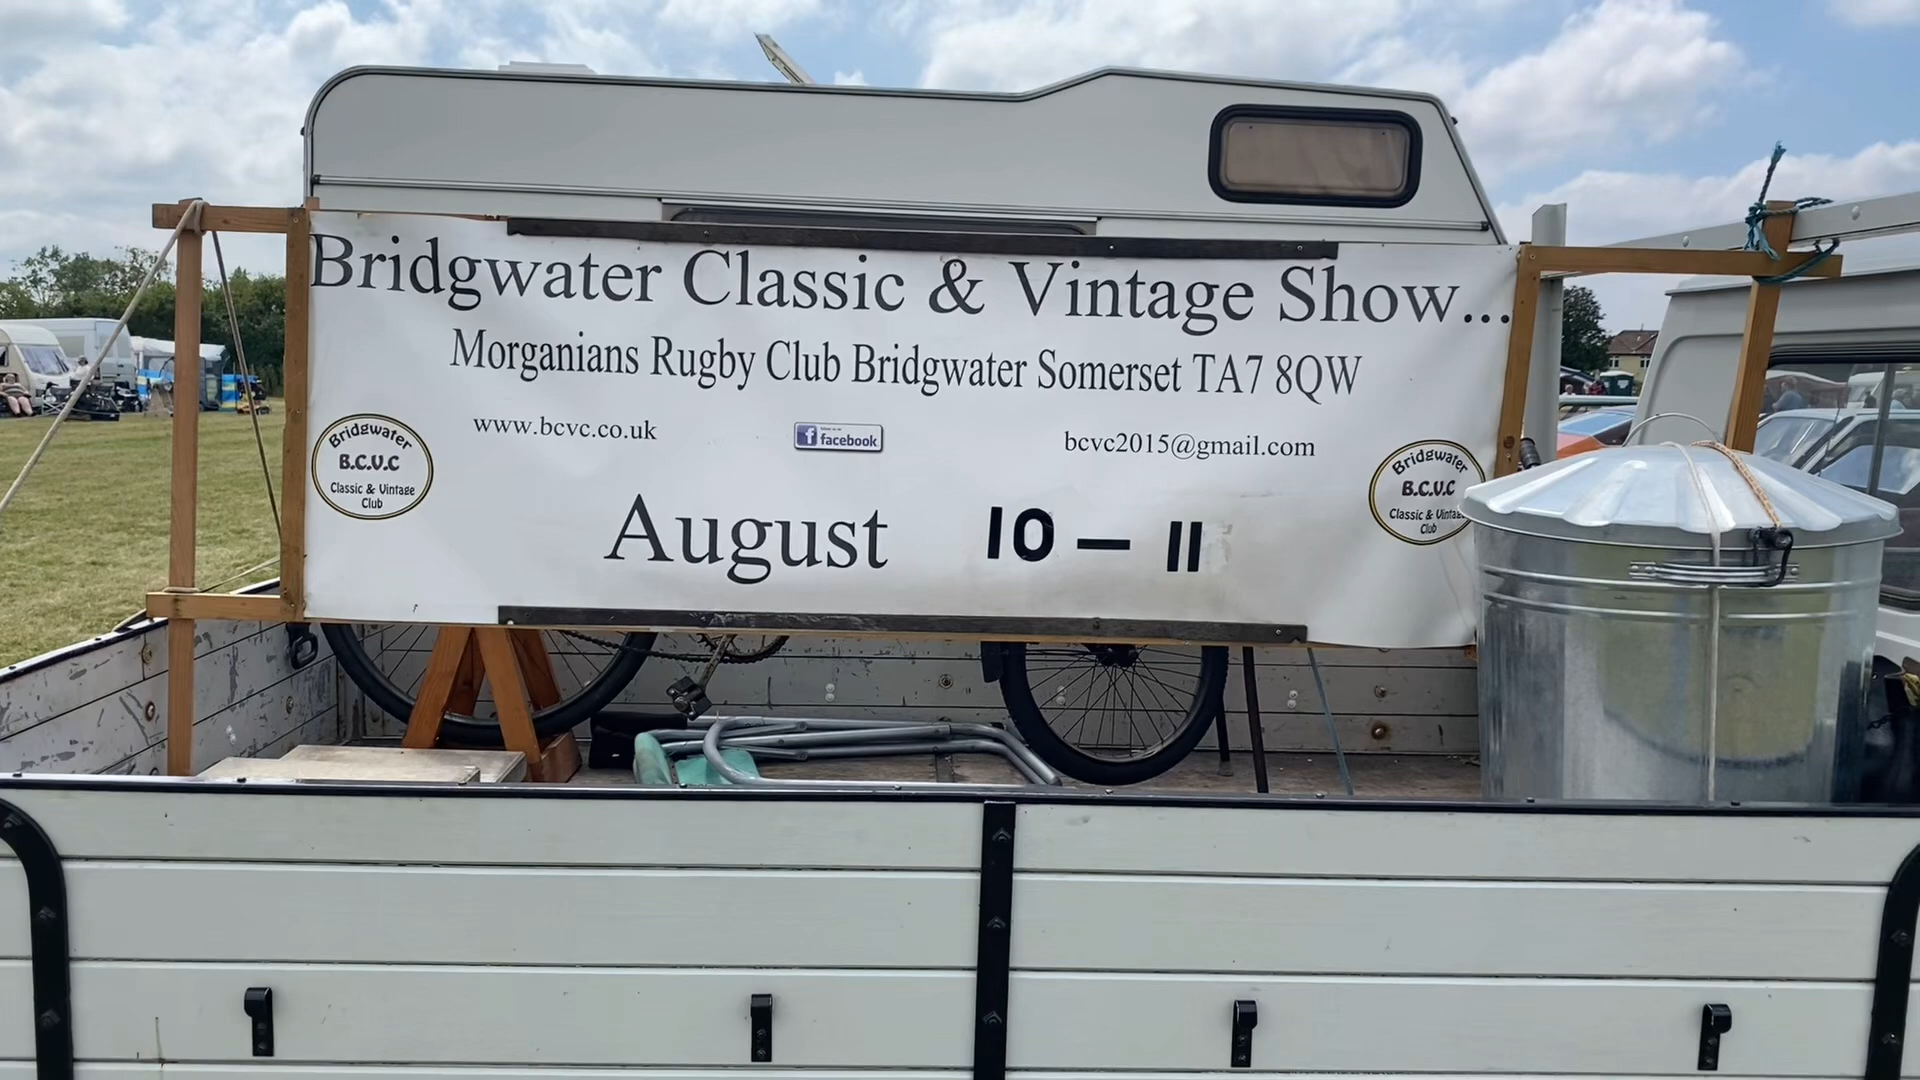 Bridgwater Classic & Vintage Show...
Morganians Rugby Club Bridgwater Somerset TA7 8QW
www.bcvc.co.uk
facebook
bcvc2015@gmail.com
Bridgwater
B.C.V.C
Classic & Vintage
Club
Bridgwater
B.C.V.C
Classic & Vintage
Club
August 10 – 11